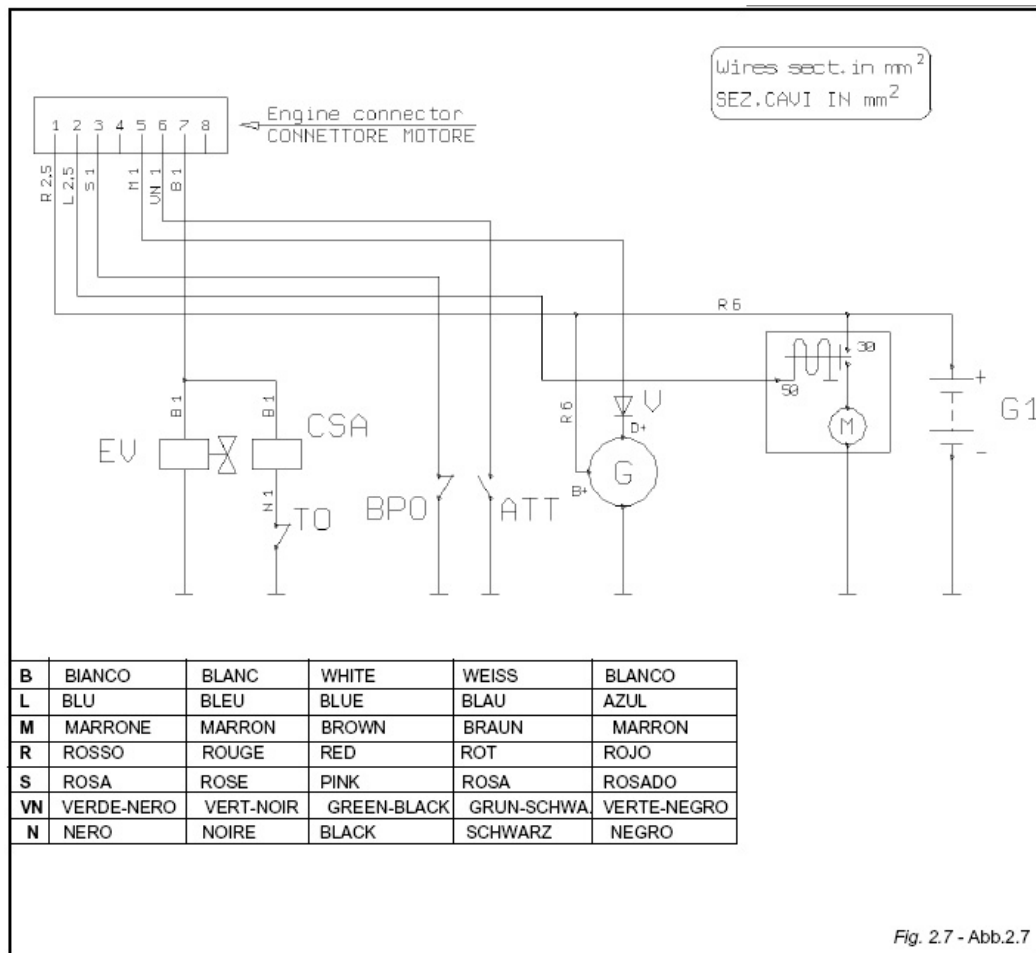 Wires sect. in mm²
SEZ.CAVI IN mm²
Engine connector
CONNETTORE MOTORE
1 2 3 4 5 6 7 8
R 2,5 L 2,5 S 1 M 1 VN 1 B 1
R 6
30
50
M
+
G1
-
B 1 B 1
EV
CSA
N 1
TO
BPO
ATT
R 6
V
D+
G
B+
B BIANCO BLANC WHITE WEISS BLANCO
L BLU BLEU BLUE BLAU AZUL
M MARRONE MARRON BROWN BRAUN MARRON
R ROSSO ROUGE RED ROT ROJO
S ROSA ROSE PINK ROSA ROSADO
VN VERDE-NERO VERT-NOIR GREEN-BLACK GRUN-SCHWA. VERTE-NEGRO
N NERO NOIRE BLACK SCHWARZ NEGRO
Fig. 2.7 - Abb.2.7